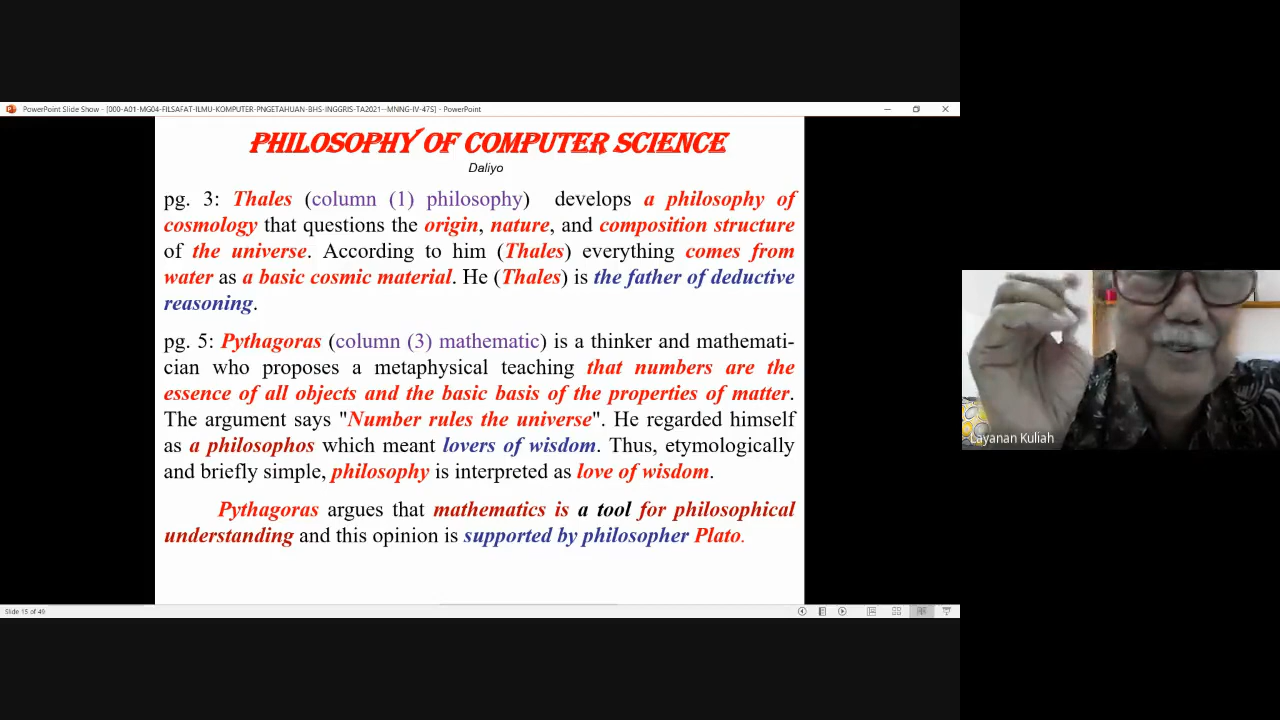 PowerPoint Slide Show - [000-A01-MG04-FILSAFAT-ILMU-KOMPUTER-PNGETAHUAN-BHS-INGGRIS-TA2021--MNNG-IV-47S] - PowerPoint
PHILOSOPHY OF COMPUTER SCIENCE
Daliyo
pg. 3: Thales (column (1) philosophy) develops a philosophy of
cosmology that questions the origin, nature, and composition structure
of the universe. According to him (Thales) everything comes from
water as a basic cosmic material. He (Thales) is the father of deductive
reasoning.
pg. 5: Pythagoras (column (3) mathematic) is a thinker and mathemati-
cian who proposes a metaphysical teaching that numbers are the
essence of all objects and the basic basis of the properties of matter.
The argument says "Number rules the universe". He regarded himself
as a philosophos which meant lovers of wisdom. Thus, etymologically
and briefly simple, philosophy is interpreted as love of wisdom.
Pythagoras argues that mathematics is a tool for philosophical
understanding and this opinion is supported by philosopher Plato.
Layanan Kuliah
Slide 15 of 49